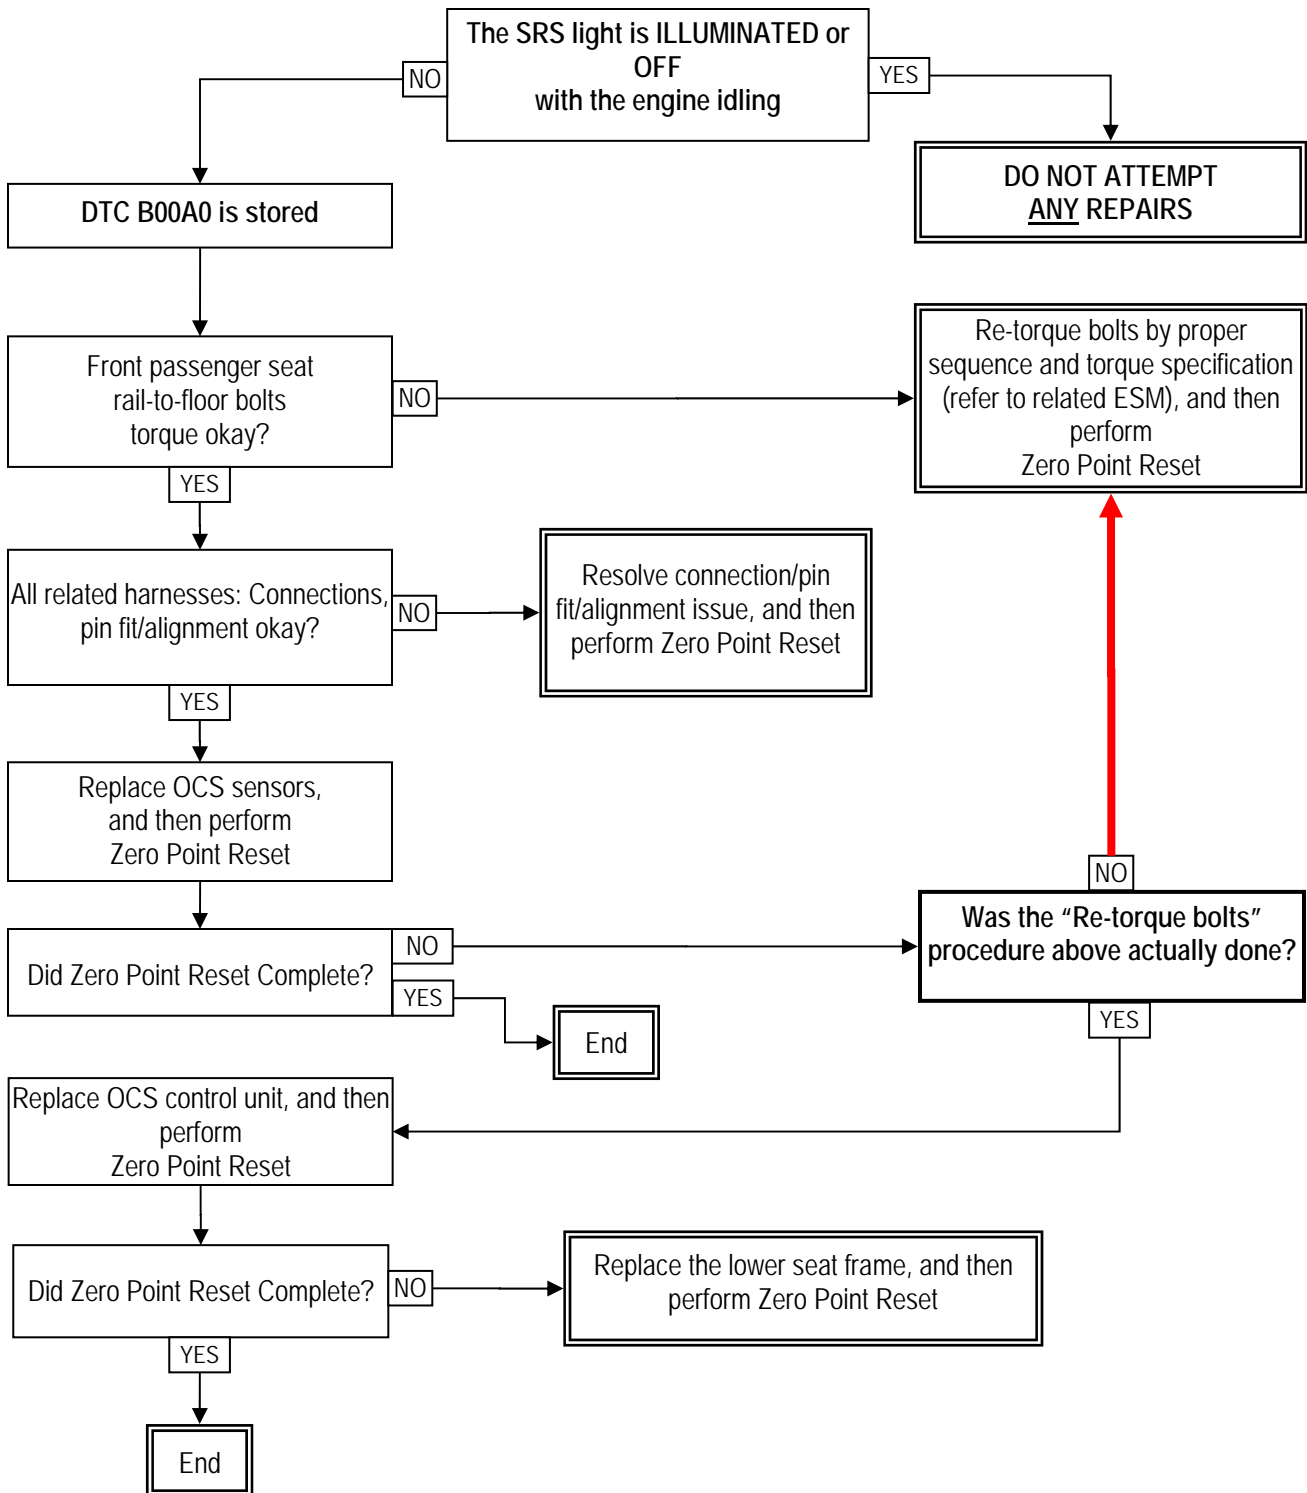 The SRS light is ILLUMINATED or
OFF
with the engine idling
NO
YES
DO NOT ATTEMPT
ANY REPAIRS
DTC B00A0 is stored
Front passenger seat
rail-to-floor bolts
torque okay?
NO
YES
Re-torque bolts by proper
sequence and torque specification
(refer to related ESM), and then
perform
Zero Point Reset
All related harnesses: Connections,
pin fit/alignment okay?
NO
YES
Resolve connection/pin
fit/alignment issue, and then
perform Zero Point Reset
Replace OCS sensors,
and then perform
Zero Point Reset
Did Zero Point Reset Complete?
NO
YES
End
NO
Was the “Re-torque bolts”
procedure above actually done?
YES
Replace OCS control unit, and then
perform
Zero Point Reset
Did Zero Point Reset Complete?
NO
YES
Replace the lower seat frame, and then
perform Zero Point Reset
End